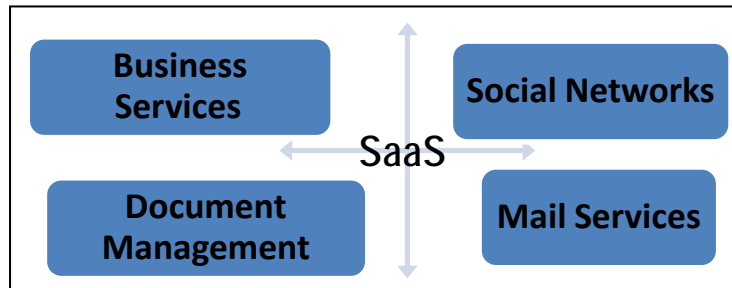 Business
Services
Social Networks
SaaS
Document
Management
Mail Services